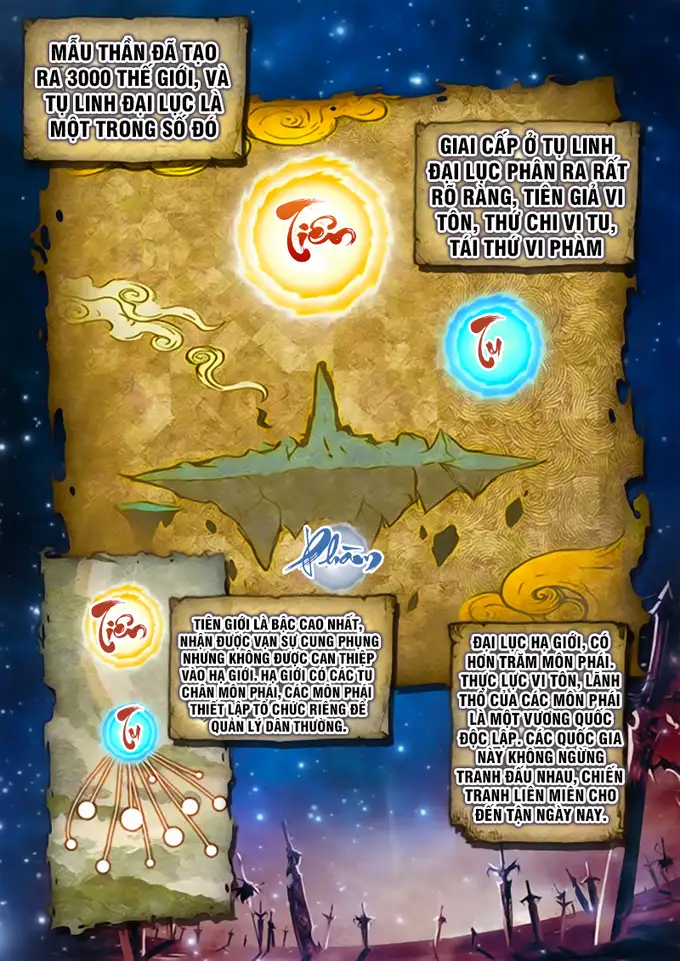 MẪU THẦN ĐÃ TẠO
RA 3000 THẾ GIỚI, VÀ
TỤ LINH ĐẠI LỤC LÀ
MỘT TRONG SỐ ĐÓ
GIAI CẤP Ở TỤ LINH
ĐẠI LỤC PHÂN RA RẤT
RÕ RÀNG, TIÊN GIẢ VI
TÔN, THỨ CHI VỊ TU,
TÁI THỨ VI PHÀM
Tiên
Tu
Phàm
Tiên
Tu
TIÊN GIỚI LÀ BẬC CAO NHẤT,
NHẬN ĐƯỢC VẠN SỰ CUNG PHỤNG
NHƯNG KHÔNG ĐƯỢC CAN THIỆP
VÀO HẠ GIỚI. HẠ GIỚI CÓ CÁC TU
CHÂN MÔN PHÁI, CÁC MÔN PHÁI
THIẾT LẬP TỔ CHỨC RIÊNG ĐỂ
QUẢN LÝ DÂN THƯỜNG.
ĐẠI LỤC HẠ GIỚI, CÓ
HƠN TRĂM MÔN PHÁI.
THỰC LỰC VI TÔN, LÃNH
THỔ CỦA CÁC MÔN PHÁI
LÀ MỘT VƯƠNG QUỐC
ĐỘC LẬP. CÁC QUỐC GIA
NÀY KHÔNG NGỪNG
TRANH ĐẤU NHAU, CHIẾN
TRANH LIÊN MIÊN CHO
ĐẾN TẬN NGÀY NAY.